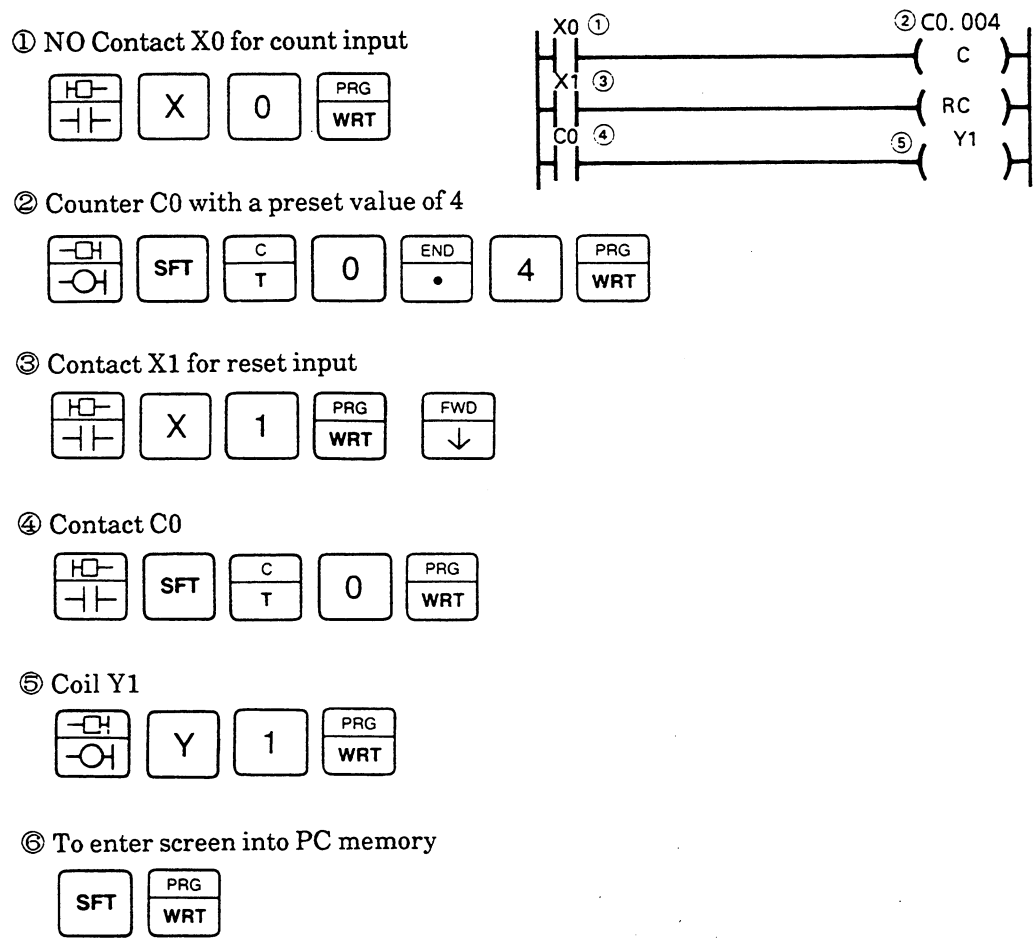 ① NO Contact X0 for count input
X 0 PRG WRT
X0 ① ② C0.004
C
X1 ③
RC
C0 ④ ⑤ Y1
② Counter C0 with a preset value of 4
SFT C T 0 END • 4 PRG WRT
③ Contact X1 for reset input
X 1 PRG WRT FWD ↓
④ Contact C0
SFT C T 0 PRG WRT
⑤ Coil Y1
Y 1 PRG WRT
⑥ To enter screen into PC memory
SFT PRG WRT